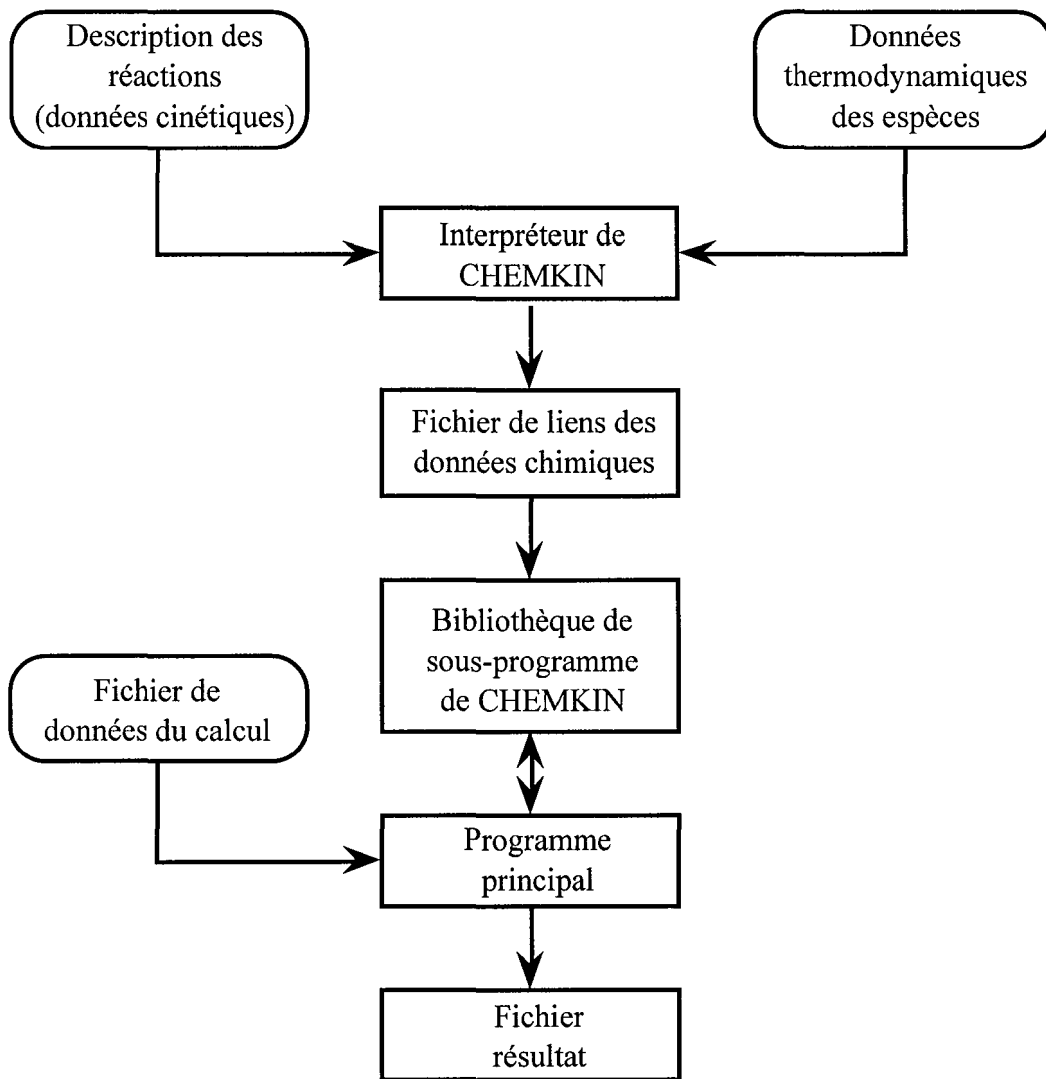 Description des
réactions
(données cinétiques)
Données
thermodynamiques
des espèces
Interpréteur de
CHEMKIN
Fichier de liens des
données chimiques
Bibliothèque de
sous-programme
de CHEMKIN
Fichier de
données du calcul
Programme
principal
Fichier
résultat